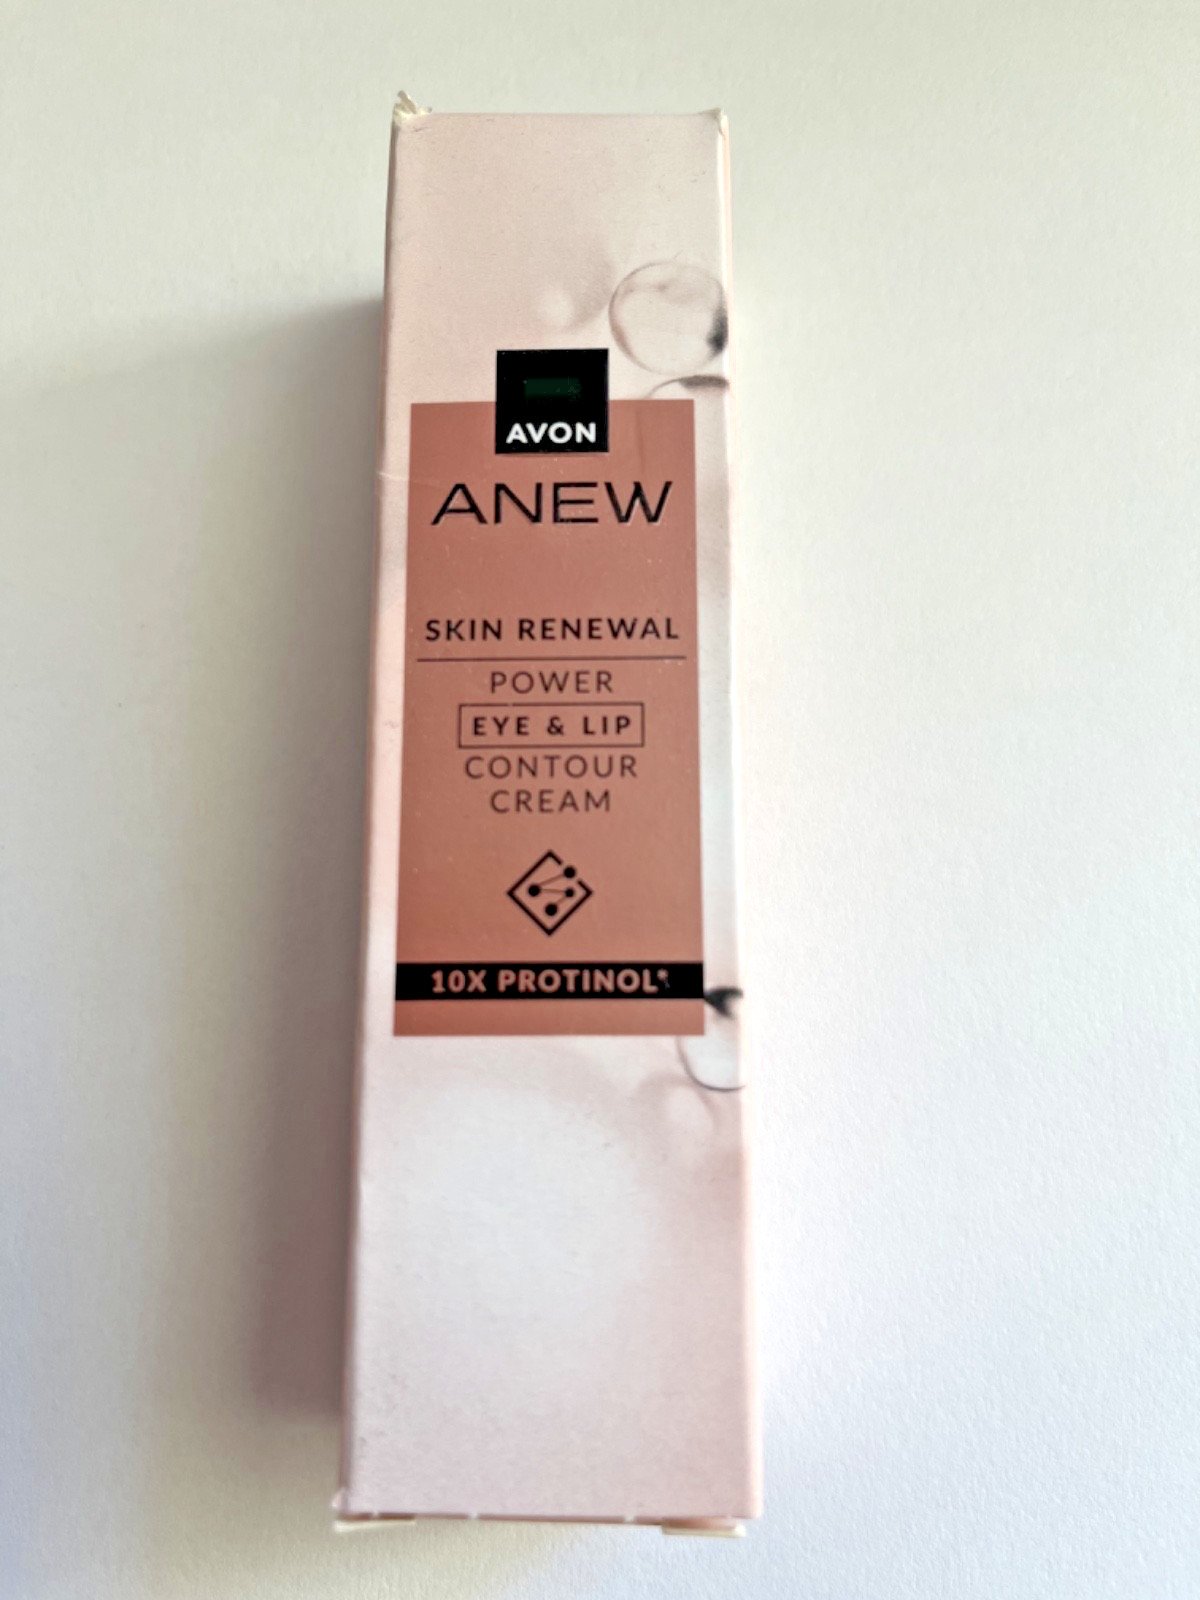 AVON
ANEW
SKIN RENEWAL
POWER
EYE & LIP
CONTOUR
CREAM
10X PROTINOL*